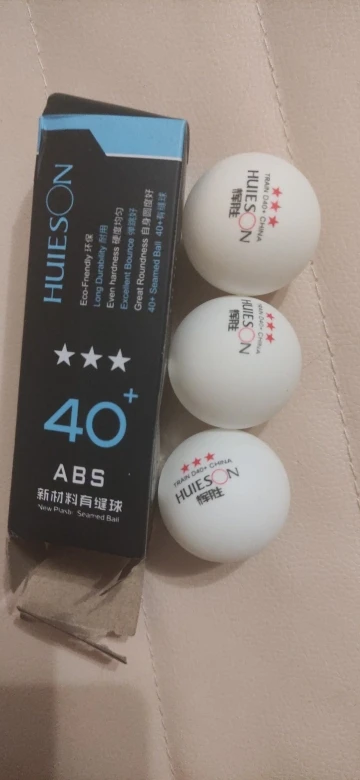 HUIESON
Eco-Friendly 环保
Long Durability 耐用
Even hardness 硬度均匀
Excellent Bounce 弹跳好
Great Roundness 自身圆度好
40+ Seamed Ball 40+有缝球
40+
ABS
新材料有缝球
New Plastic Seamed Ball
TRAIN D40+ CHINA
HUIESON
辉胜
TRAIN D40+ CHINA
HUIESON
辉胜
TRAIN D40+ CHINA
HUIESON
辉胜